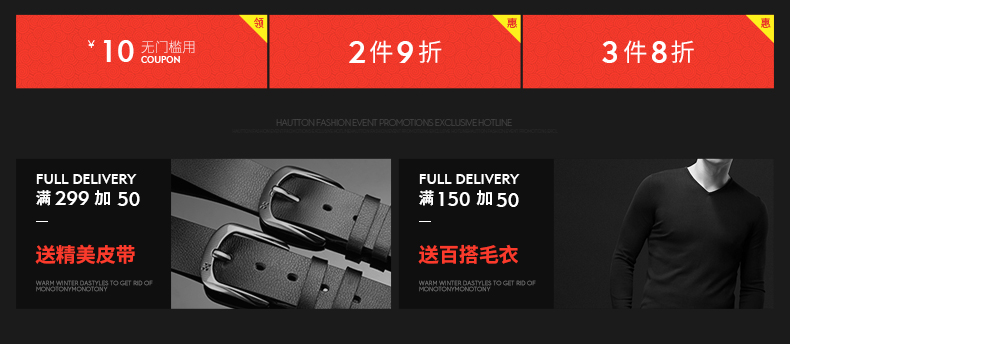 领
¥ 10 无门槛用
COUPON
惠
2件9折
惠
3件8折
HAUTTON FASHION EVENT PROMOTIONS EXCLUSIVE HOTLINE
FULL DELIVERY
满299加50
送精美皮带
WARM WINTER DASTYLES TO GET RID OF
MONOTONYMONOTONY
FULL DELIVERY
满150加50
送百搭毛衣
WARM WINTER DASTYLES TO GET RID OF
MONOTONYMONOTONY